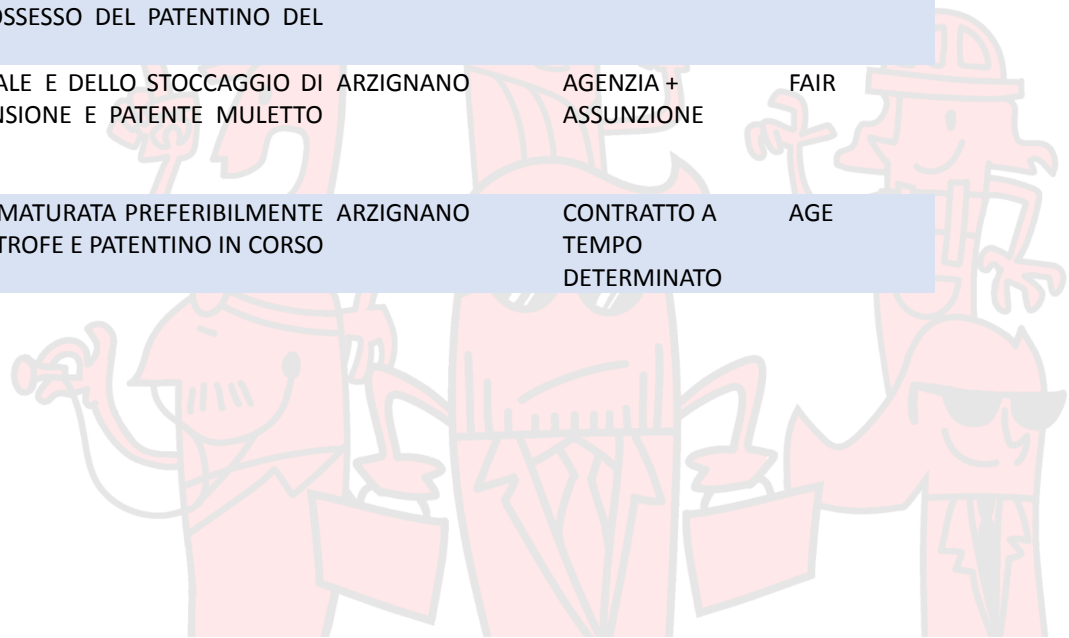 POSSESSO DEL PATENTINO DEL
ALE E DELLO STOCCAGGIO DI ARZIGNANO AGENZIA + FAIR
NSIONE E PATENTE MULETTO ASSUNZIONE
MATURATA PREFERIBILMENTE ARZIGNANO CONTRATTO A AGE
TROFE E PATENTINO IN CORSO TEMPO
DETERMINATO